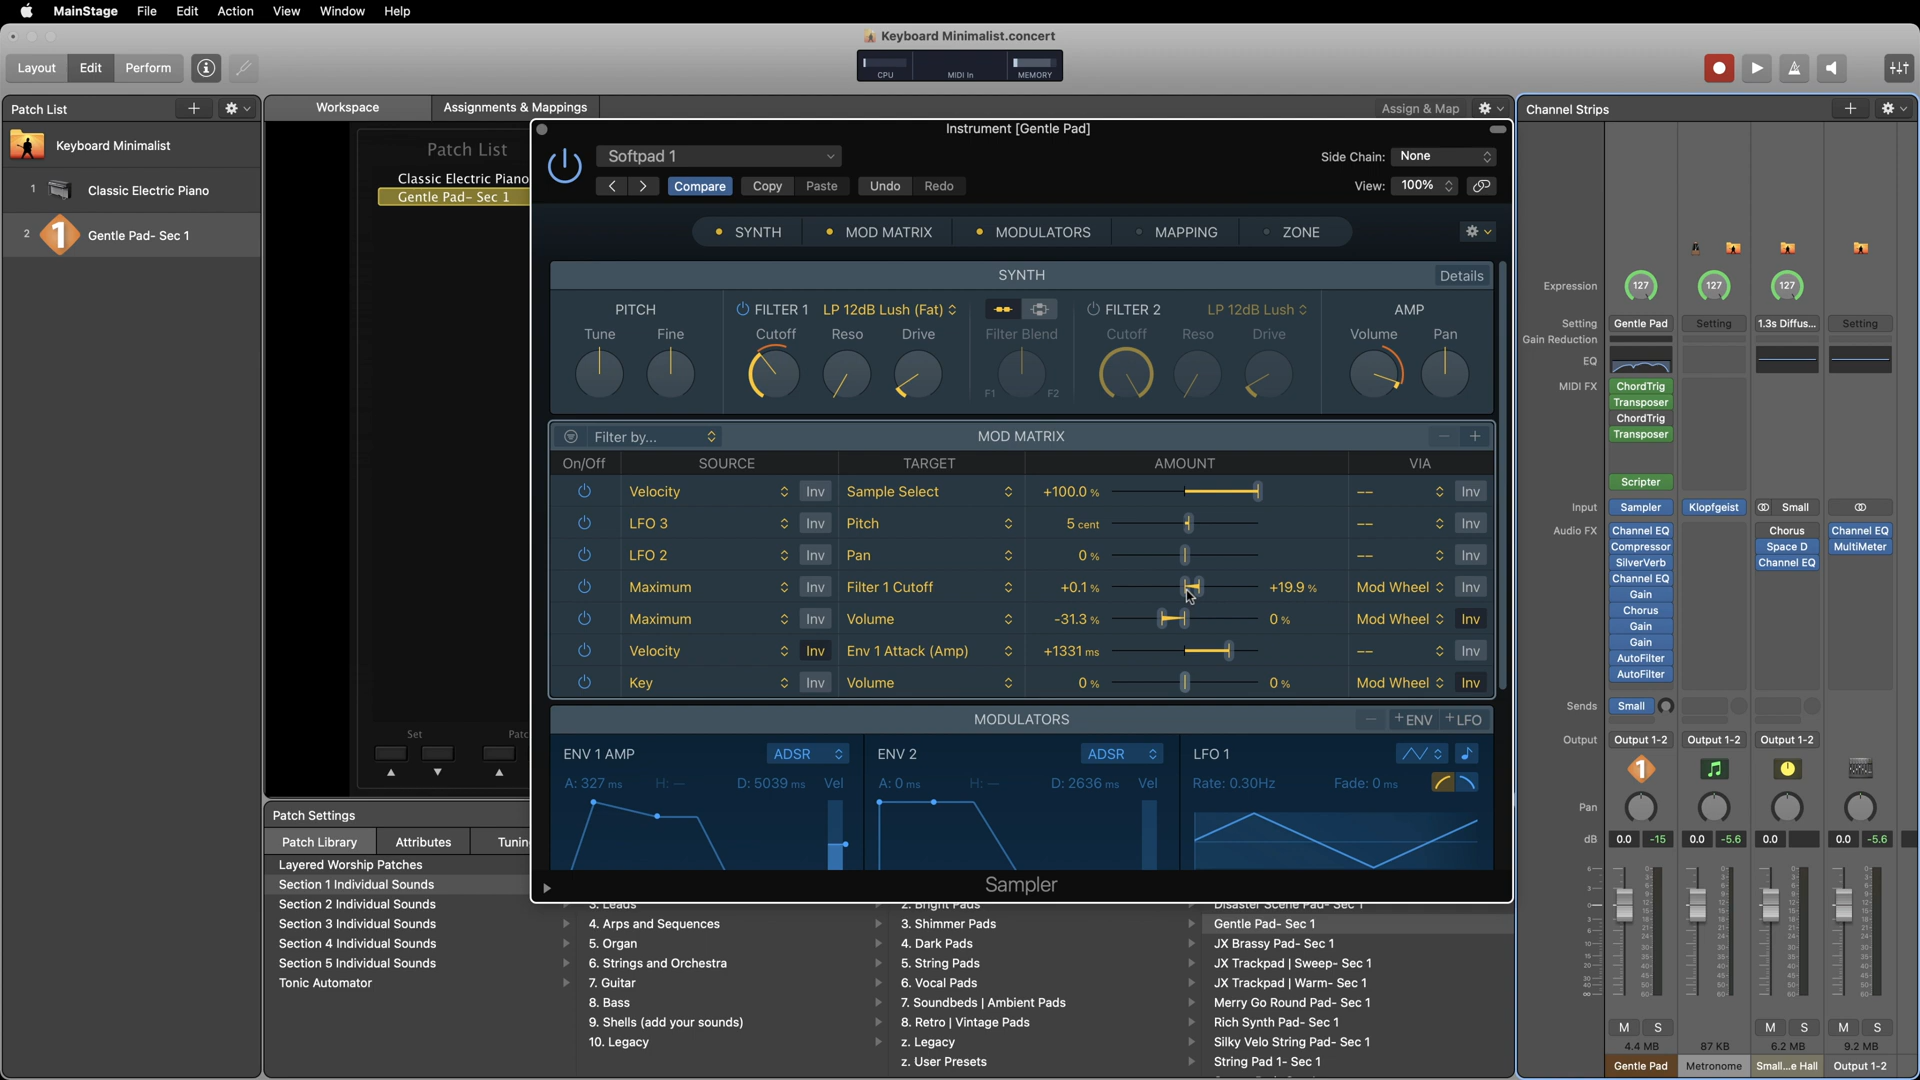 MainStage File Edit Action View Window Help
Keyboard Minimalist.concert
Layout Edit Perform
CPU MIDI In MEMORY
Patch List
Keyboard Minimalist
1 Classic Electric Piano
2 1 Gentle Pad- Sec 1
Workspace Assignments & Mappings Assign & Map
Patch List
Classic Electric Piano
Gentle Pad- Sec 1
Set
▲ ▼ ▲
Instrument [Gentle Pad]
Softpad 1 Side Chain: None
Compare Copy Paste Undo Redo View: 100%
SYNTH MOD MATRIX MODULATORS MAPPING ZONE
SYNTH Details
PITCH FILTER 1 LP 12dB Lush (Fat) FILTER 2 LP 12dB Lush AMP
Tune Fine Cutoff Reso Drive Filter Blend Cutoff Reso Drive Volume Pan
F1 F2
Filter by... MOD MATRIX
On/Off SOURCE TARGET AMOUNT VIA
Velocity Inv Sample Select +100.0 % -- Inv
LFO 3 Inv Pitch 5 cent -- Inv
LFO 2 Inv Pan 0 % -- Inv
Maximum Inv Filter 1 Cutoff +0.1 % +19.9 % Mod Wheel Inv
Maximum Inv Volume -31.3 % 0 % Mod Wheel Inv
Velocity Inv Env 1 Attack (Amp) +1331 ms -- Inv
Key Inv Volume 0 % 0 % Mod Wheel Inv
MODULATORS + ENV + LFO
ENV 1 AMP ADSR ENV 2 ADSR LFO 1
A: 327 ms H: — D: 5039 ms Vel A: 0 ms H: — D: 2636 ms Vel Rate: 0.30Hz Fade: 0 ms
Sampler
Patch Settings
Patch Library Attributes
Layered Worship Patches
Section 1 Individual Sounds
Section 2 Individual Sounds
Section 3 Individual Sounds
Section 4 Individual Sounds
Section 5 Individual Sounds
Tonic Automator
3. Leads
4. Arps and Sequences
5. Organ
6. Strings and Orchestra
7. Guitar
8. Bass
9. Shells (add your sounds)
10. Legacy
2. Bright Pads
3. Shimmer Pads
4. Dark Pads
5. String Pads
6. Vocal Pads
7. Soundbeds | Ambient Pads
8. Retro | Vintage Pads
z. Legacy
z. User Presets
Disaster Scene Pad- Sec 1
Gentle Pad- Sec 1
JX Brassy Pad- Sec 1
JX Trackpad | Sweep- Sec 1
JX Trackpad | Warm- Sec 1
Merry Go Round Pad- Sec 1
Rich Synth Pad- Sec 1
Silky Velo String Pad- Sec 1
String Pad 1- Sec 1
Channel Strips
Expression 127 127 127
Setting Gentle Pad Setting 1.3s Diffus... Setting
Gain Reduction
EQ
MIDI FX ChordTrig
Transposer
ChordTrig
Transposer
Scripter
Input Sampler Klopfgeist Small
Audio FX Channel EQ Chorus Channel EQ
Compressor Space D MultiMeter
SilverVerb Channel EQ
Channel EQ
Gain
Chorus
Gain
Gain
AutoFilter
AutoFilter
Sends Small
Output Output 1-2 Output 1-2 Output 1-2
1
Pan
dB 0.0 -15 0.0 -5.6 0.0 0.0 -5.6
M S M S M S
4.4 MB 87 KB 6.2 MB 9.2 MB
Gentle Pad Metronome Small...e Hall Output 1-2